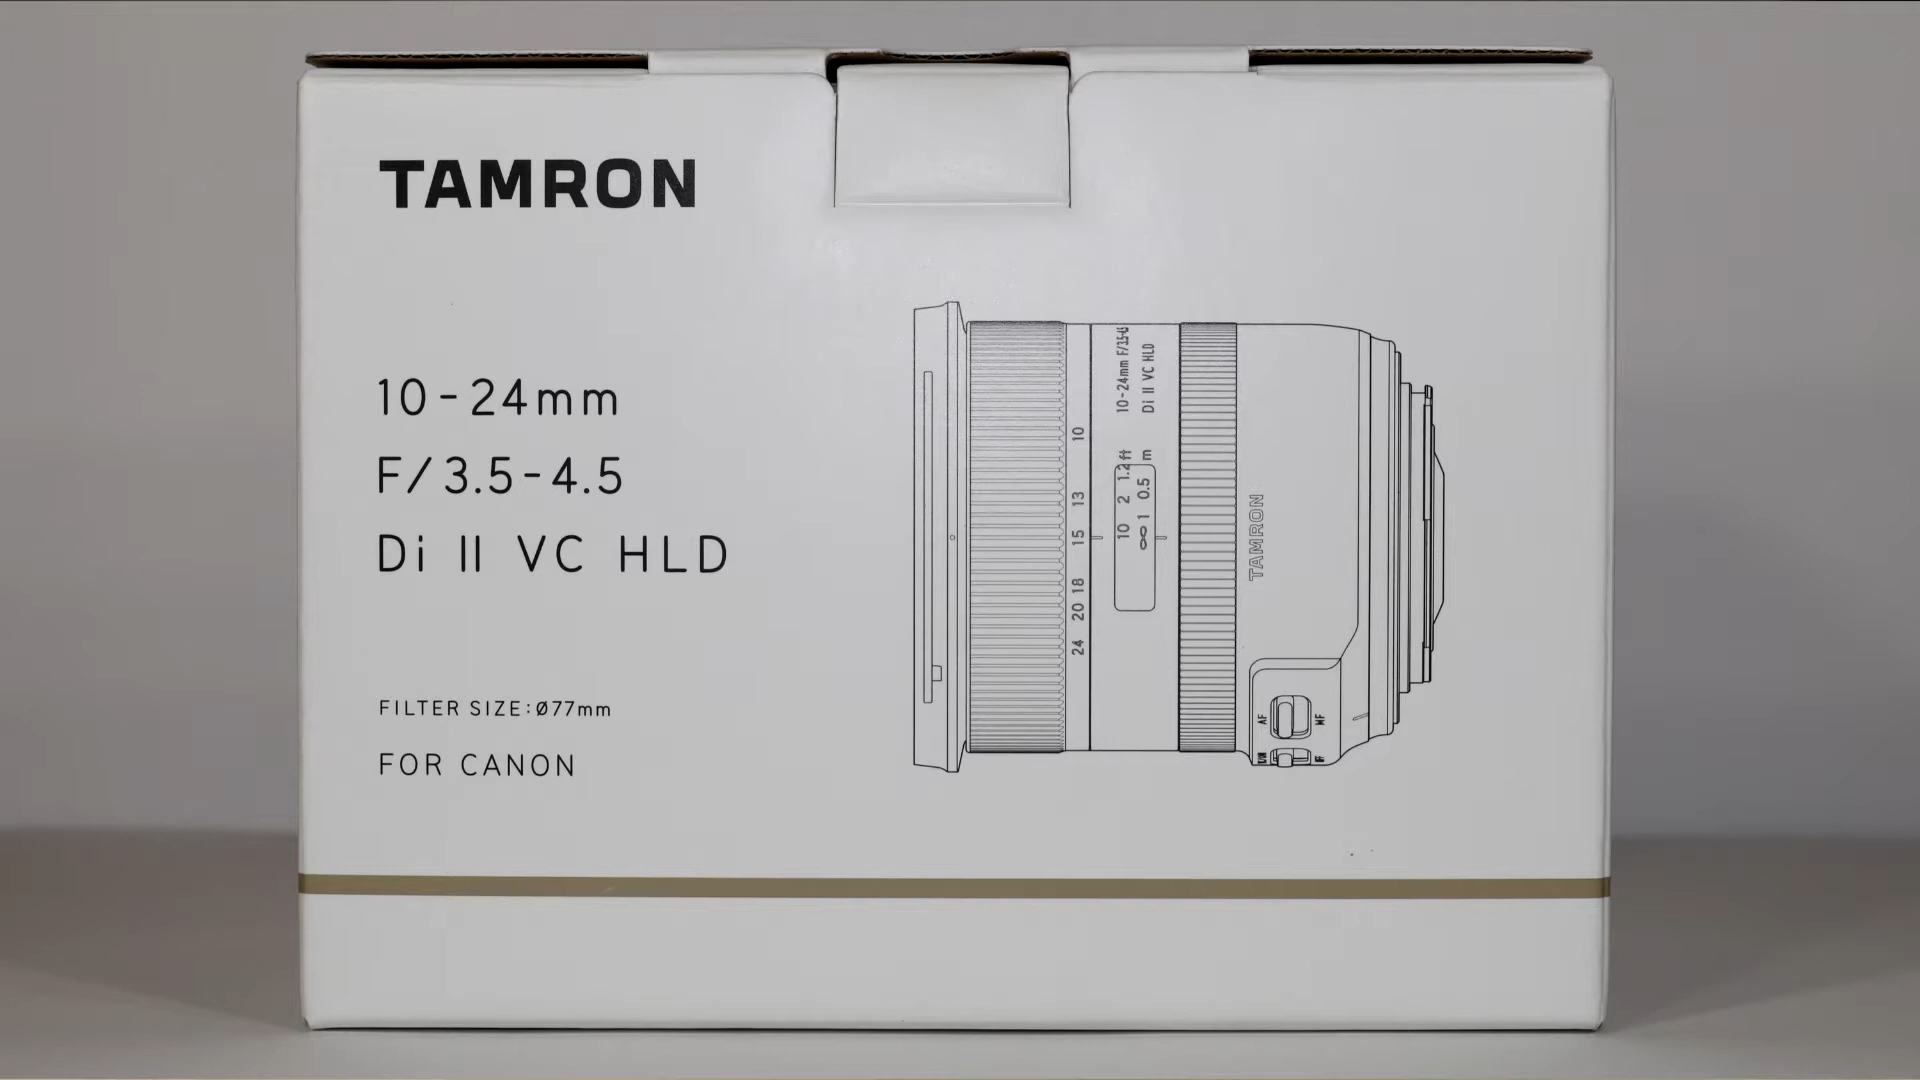 TAMRON
10-24mm
F/3.5-4.5
Di II VC HLD
FILTER SIZE:Ø77mm
FOR CANON
10-24mm F/3.5-4.5
Di II VC HLD
10 2 1.2 ft
∞ 1 0.5 m
24 20 18 15 13 10
TAMRON
AF MF